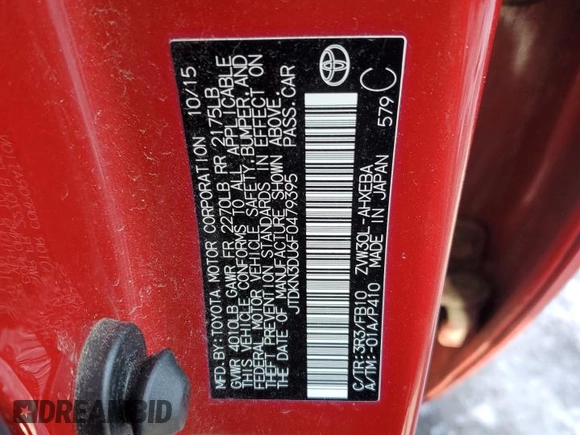 MFD.BY:TOYOTA MOTOR CORPORATION 10/15
GVWR 4010LB GAWR FR 2270LB RR 2175LB
THIS VEHICLE CONFORMS TO ALL APPLICABLE
FEDERAL MOTOR VEHICLE SAFETY,BUMPER,AND
THEFT PREVENTION STANDARDS IN EFFECT ON
THE DATE OF MANUFACTURE SHOWN ABOVE.
JTDKN3DU6F0479395 PASS.CAR
C/TR:3R3/FB10 ZVW30L-AHXEBA
A/TM:-01A/P410 MADE IN JAPAN
579 C
DREAMBID